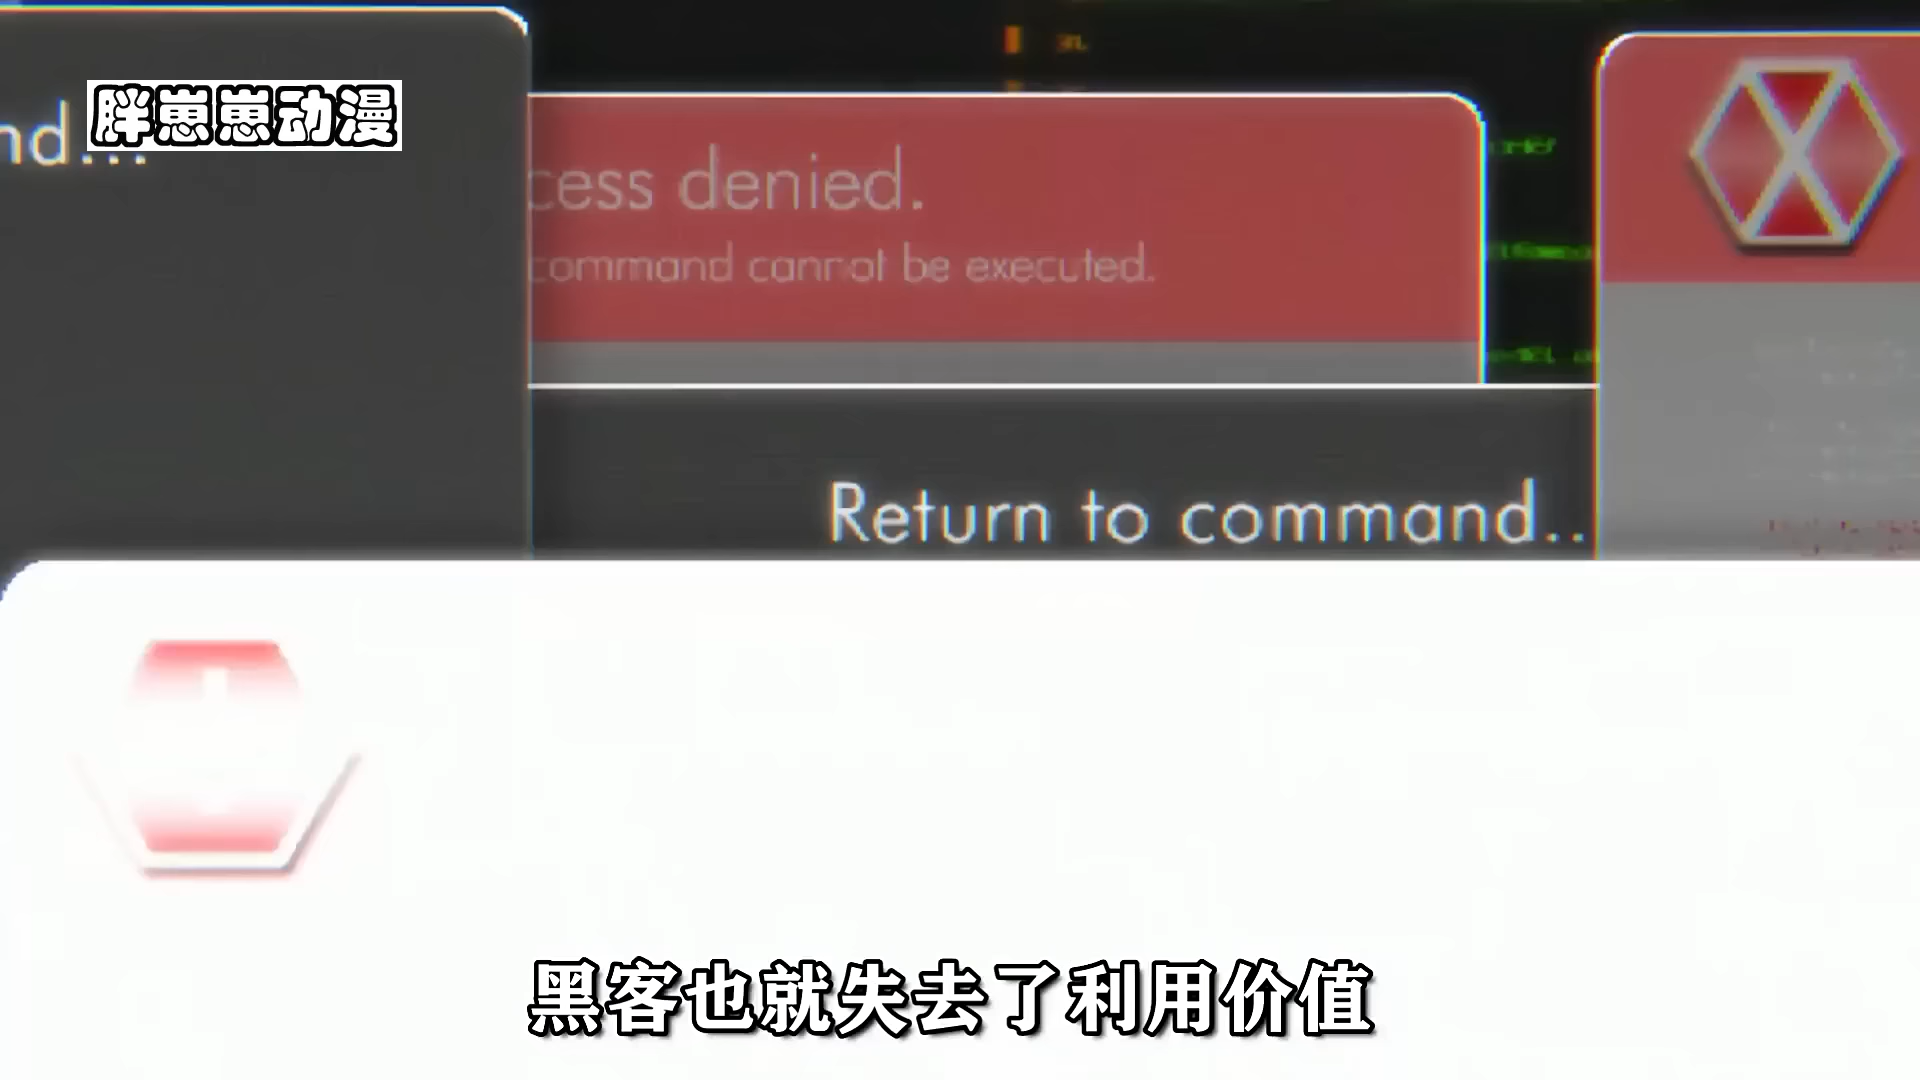 胖崽崽动漫
nd...
cess denied.
command cannot be executed.
Return to command..
黑客也就失去了利用价值